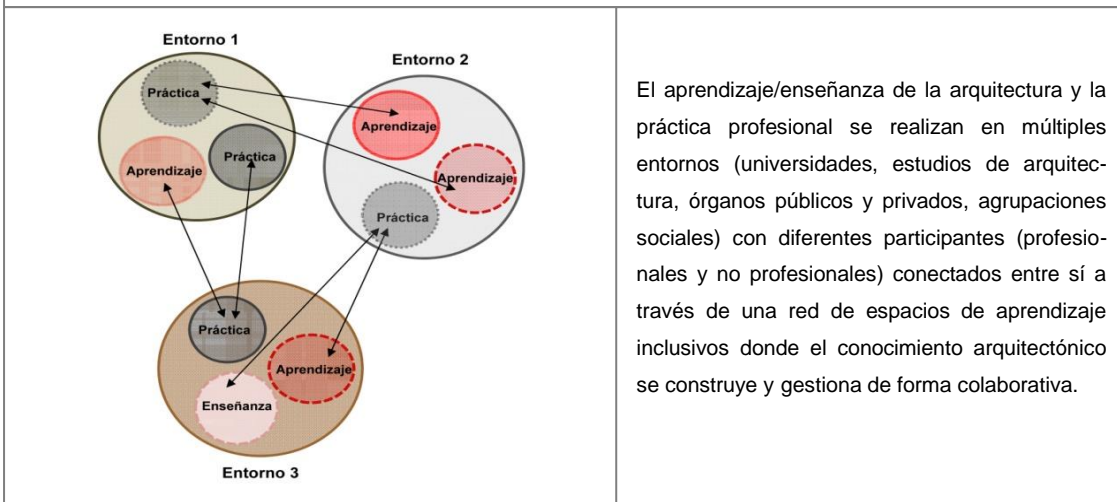 Entorno 1
Entorno 2
Práctica
Aprendizaje
Práctica
Aprendizaje
Aprendizaje
Práctica
Práctica
Aprendizaje
Enseñanza
Entorno 3
El aprendizaje/enseñanza de la arquitectura y la
práctica profesional se realizan en múltiples
entornos (universidades, estudios de arquitec-
tura, órganos públicos y privados, agrupaciones
sociales) con diferentes participantes (profesio-
nales y no profesionales) conectados entre sí a
través de una red de espacios de aprendizaje
inclusivos donde el conocimiento arquitectónico
se construye y gestiona de forma colaborativa.